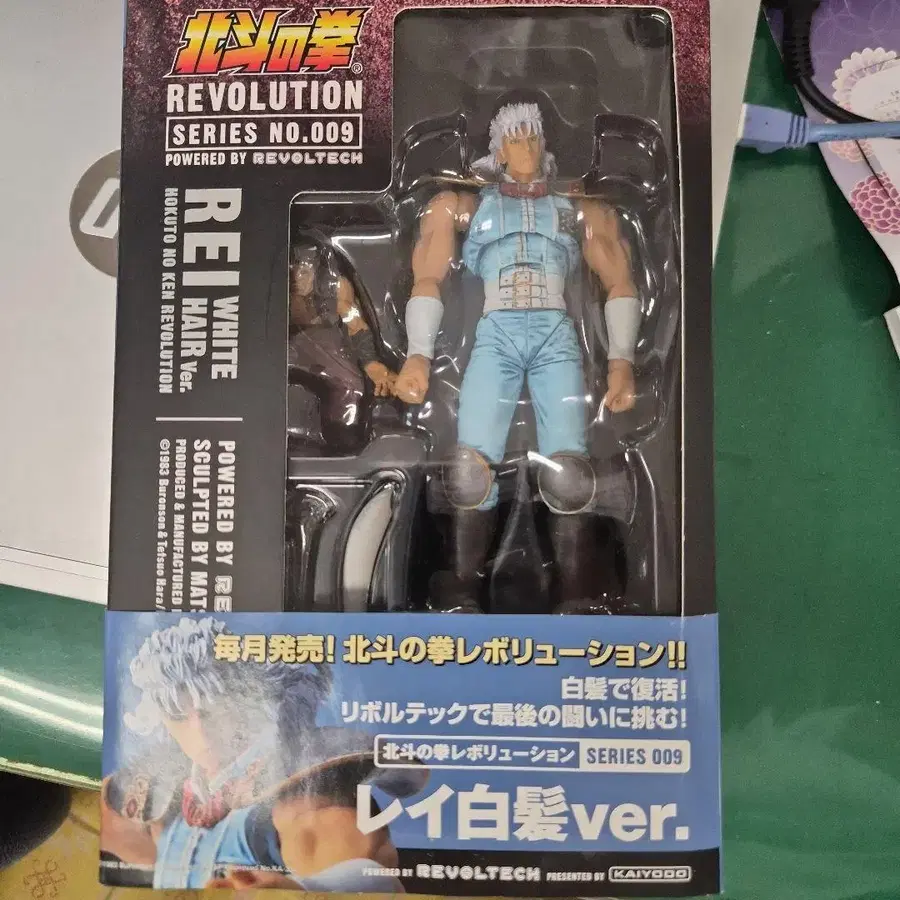 北斗の拳®
REVOLUTION
SERIES NO.009
POWERED BY REVOLTECH
REI WHITE
HAIR Ver.
HOKUTO NO KEN REVOLUTION
POWERED BY RE
SCULPTED BY MATS
PRODUCED & MANUFACTURED
©1983 Buronson & Tetsuo Hara/
毎月発売!北斗の拳レボリューション!!
白髪で復活!
リボルテックで最後の闘いに挑む!
北斗の拳レボリューション SERIES 009
レイ白髪ver.
POWERED BY REVOLTECH PRESENTED BY KAIYODO